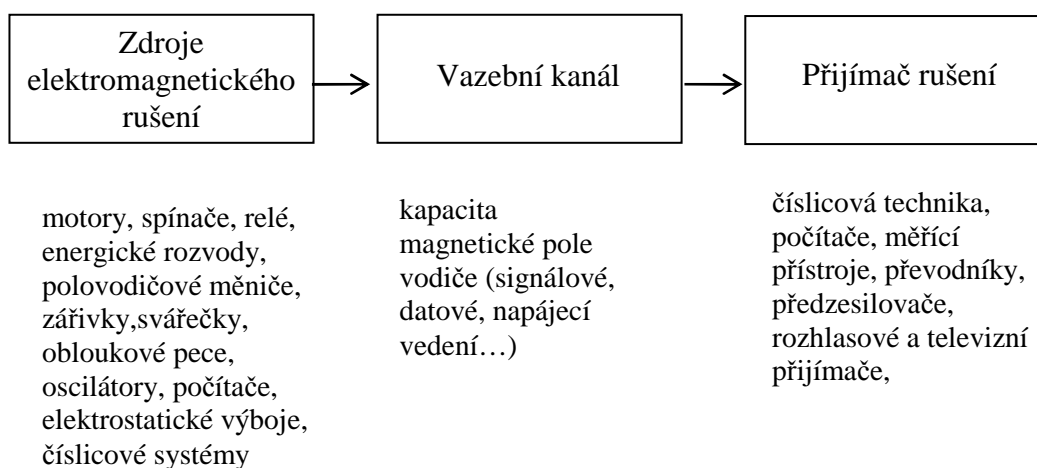 Zdroje
elektromagnetického
rušení
Vazební kanál
Přijímač rušení
motory, spínače, relé,
energické rozvody,
polovodičové měniče,
zářivky,svářečky,
obloukové pece,
oscilátory, počítače,
elektrostatické výboje,
číslicové systémy
kapacita
magnetické pole
vodiče (signálové,
datové, napájecí
vedení…)
číslicová technika,
počítače, měřící
přístroje, převodníky,
předzesilovače,
rozhlasové a televizní
přijímače,